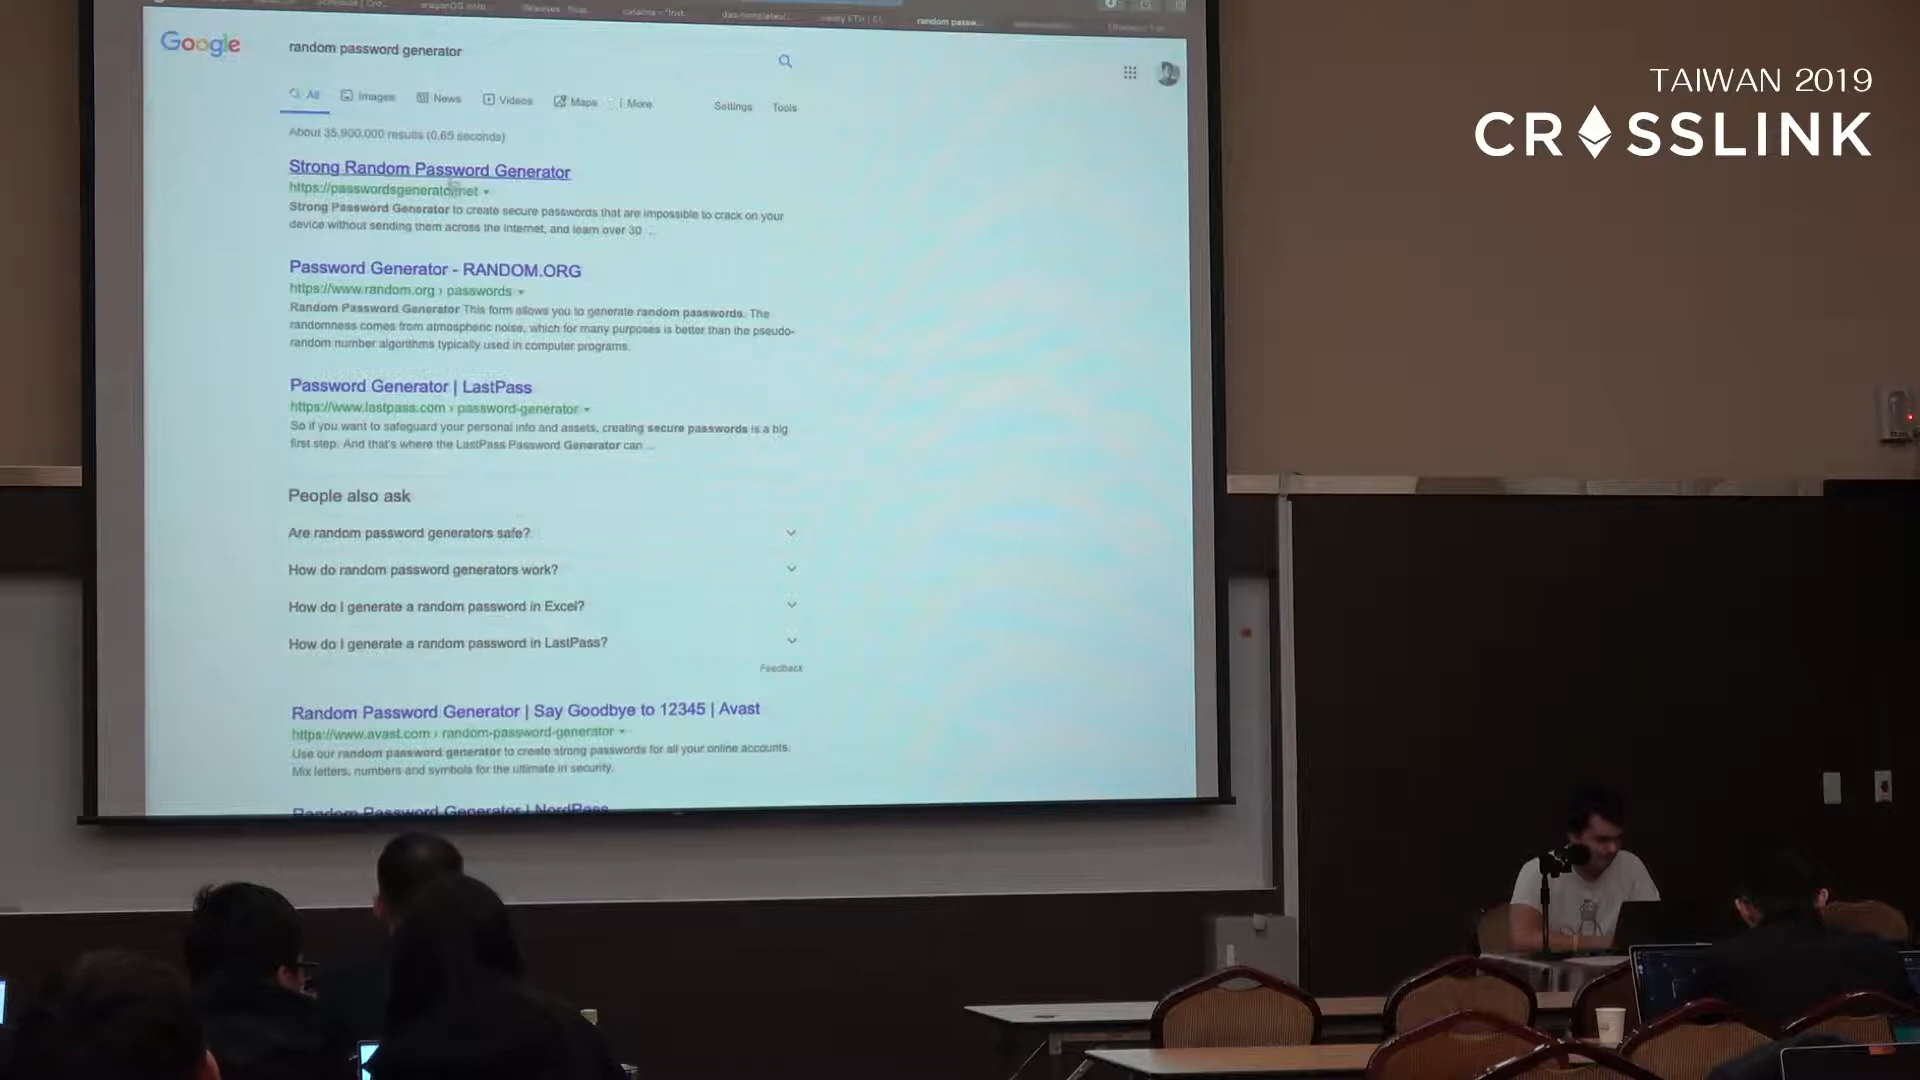 random passw...
Google
random password generator
All Images News Videos Maps More Settings Tools
About 35,900,000 results (0.65 seconds)
Strong Random Password Generator
Strong Password Generator to create secure passwords that are impossible to crack on your
device without sending them across the Internet, and learn over 30 ...
Password Generator - RANDOM.ORG
https://www.random.org › passwords
Random Password Generator This form allows you to generate random passwords. The
randomness comes from atmospheric noise, which for many purposes is better than the pseudo-
random number algorithms typically used in computer programs.
Password Generator | LastPass
https://www.lastpass.com › password-generator
So if you want to safeguard your personal info and assets, creating secure passwords is a big
first step. And that's where the LastPass Password Generator can ...
People also ask
Are random password generators safe?
How do random password generators work?
How do I generate a random password in Excel?
How do I generate a random password in LastPass?
Feedback
Random Password Generator | Say Goodbye to 12345 | Avast
https://www.avast.com › random-password-generator
Use our random password generator to create strong passwords for all your online accounts.
Mix letters, numbers and symbols for the ultimate in security.
Random Password Generator | NordPass
TAIWAN 2019
CROSSLINK